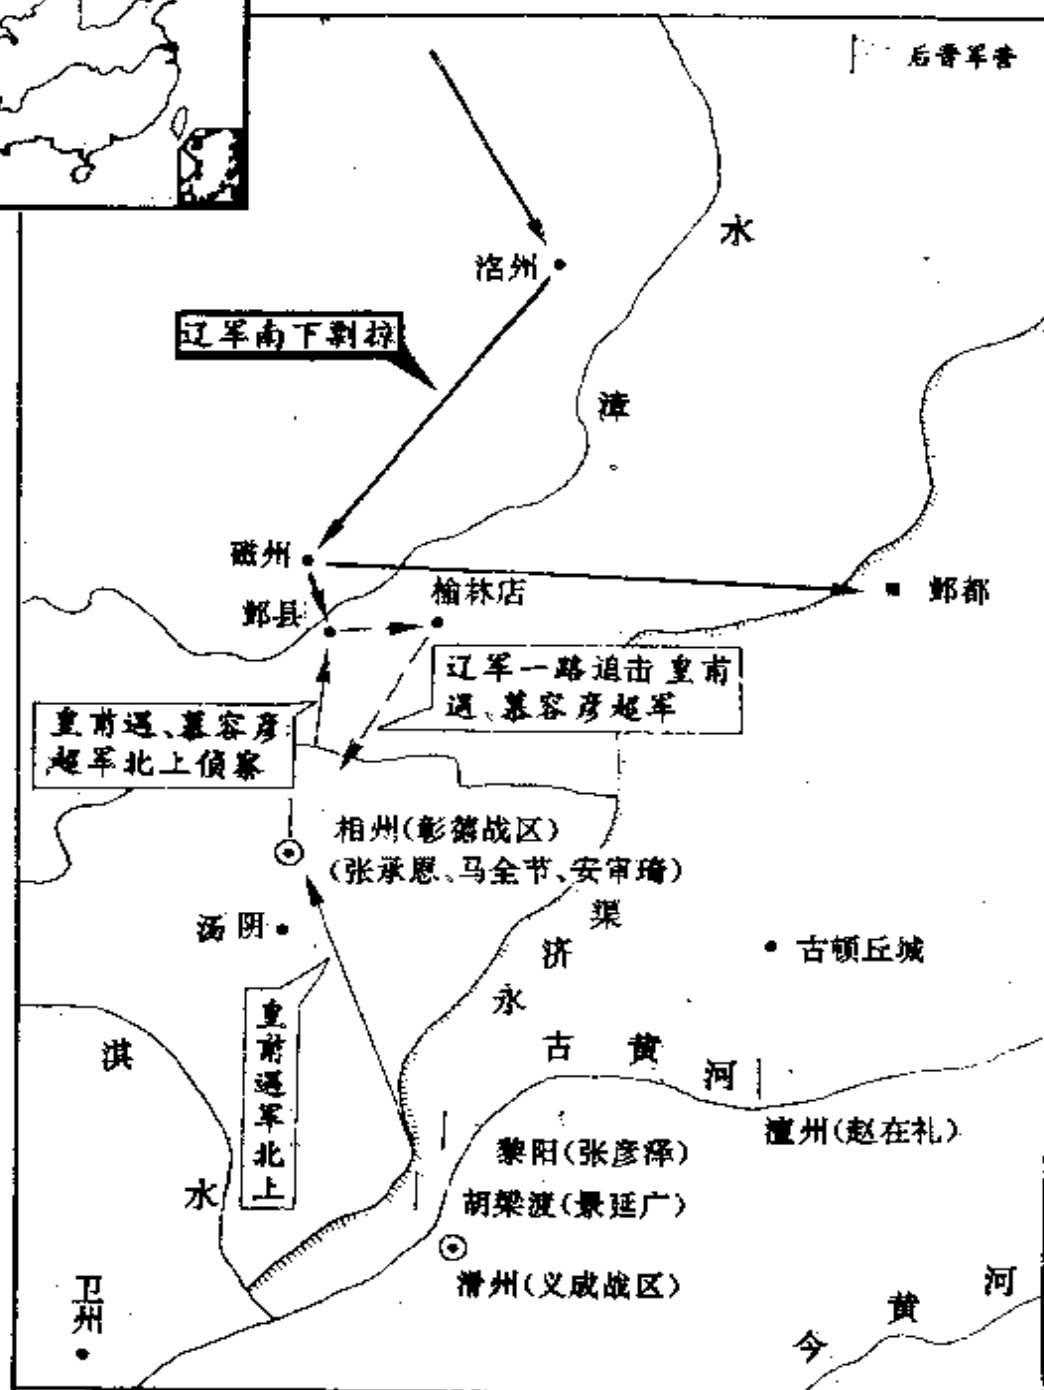 后晋军营
水
洺州
辽军南下剽掠
漳
磁州
邺都
榆林店
邺县
辽军一路追击皇甫
遇、慕容彦超军
皇甫遇、慕容彦
超军北上侦察
相州(彰德战区)
(张承恩、马全节、安审琦)
汤阴
渠
济
永
古顿丘城
皇甫遇军北上
淇
水
古黄河
澶州(赵在礼)
黎阳(张彦泽)
胡梁渡(景延广)
滑州(义成战区)
卫州
今黄河